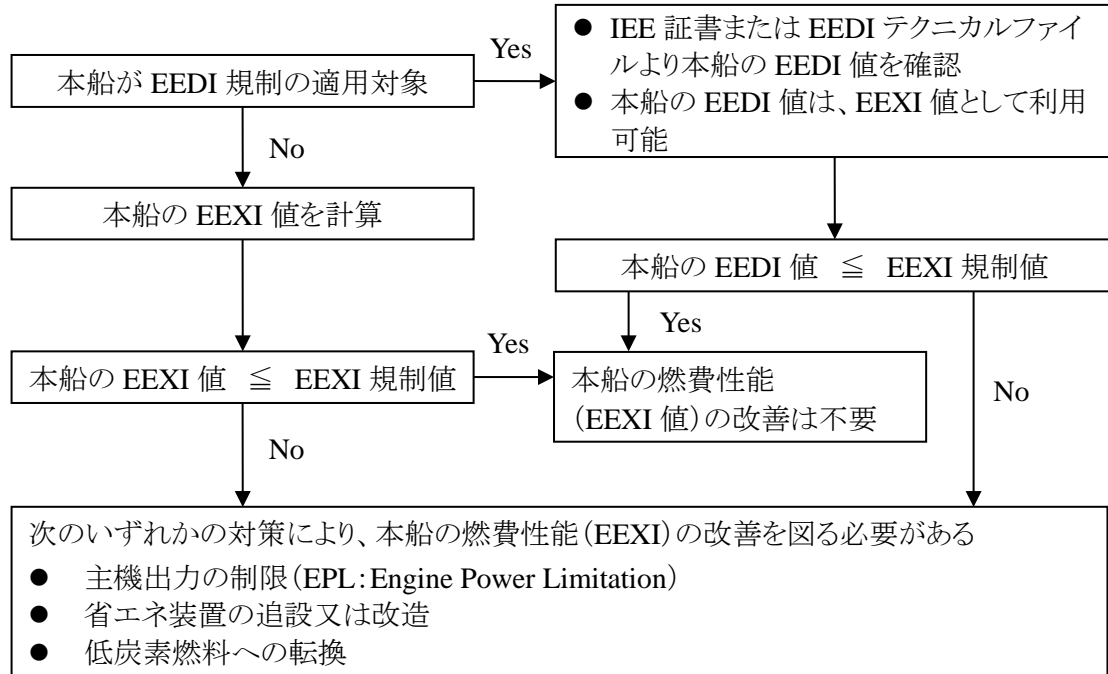 本船が EEDI 規制の適用対象
Yes
● IEE 証書または EEDI テクニカルファイ
ルより本船の EEDI 値を確認
● 本船の EEDI 値は、EEXI 値として利用
可能
No
本船の EEXI 値を計算
本船の EEDI 値 ≦ EEXI 規制値
Yes
本船の EEXI 値 ≦ EEXI 規制値
Yes
本船の燃費性能
（EEXI 値）の改善は不要
No
No
次のいずれかの対策により、本船の燃費性能（EEXI）の改善を図る必要がある
● 主機出力の制限（EPL：Engine Power Limitation）
● 省エネ装置の追設又は改造
● 低炭素燃料への転換